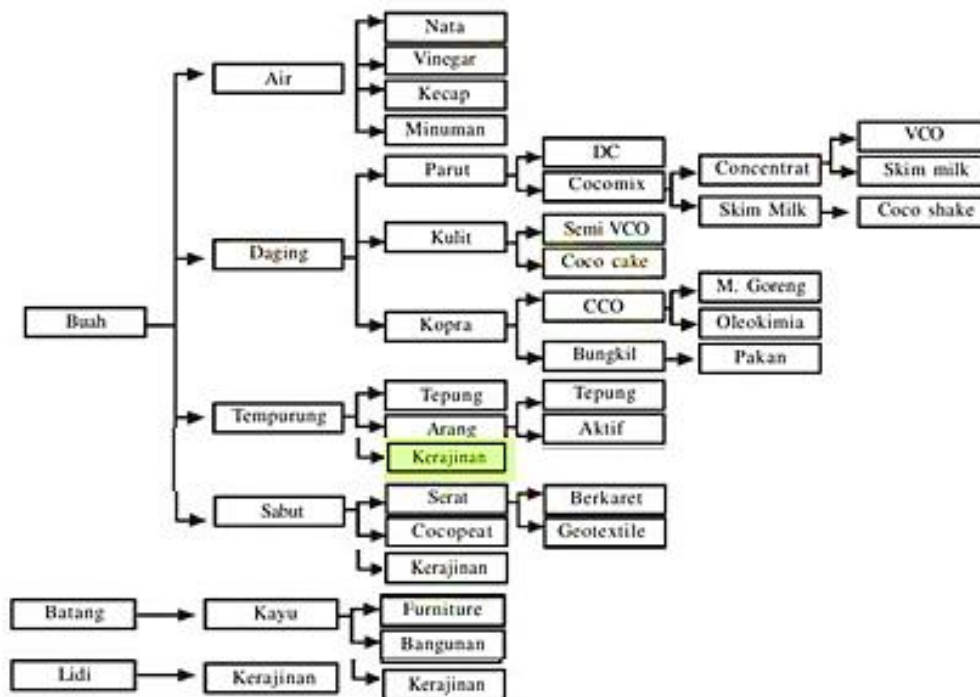 Nata
Vinegar
Air
Kecap
Minuman
VCO
DC
Parut
Concentrat
Skim milk
Cocomix
Skim Milk
Coco shake
Kulit
Semi VCO
Daging
Coco cake
M. Goreng
CCO
Buah
Kopra
Oleokimia
Bungkil
Pakan
Tepung
Tepung
Tempurung
Arang
Aktif
Kerajinan
Serat
Berkaret
Sabut
Cocopeat
Geotextile
Kerajinan
Batang
Kayu
Furniture
Bangunan
Lidi
Kerajinan
Kerajinan